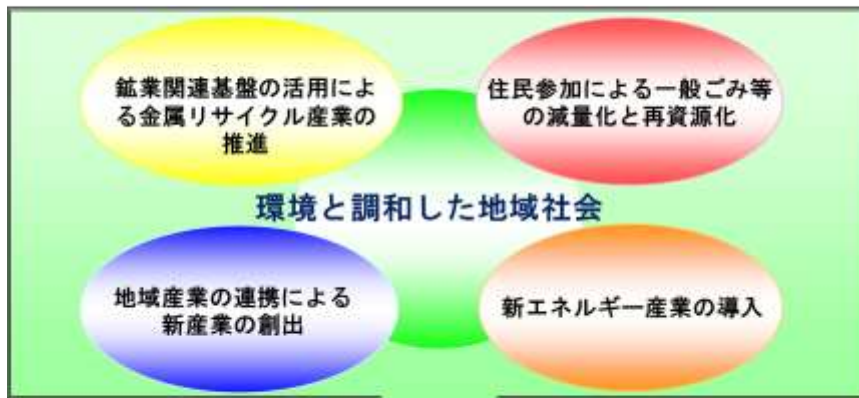 鉱業関連基盤の活用によ
る金属リサイクル産業の
推進
住民参加による一般ごみ等
の減量化と再資源化
環境と調和した地域社会
地域産業の連携による
新産業の創出
新エネルギー産業の導入